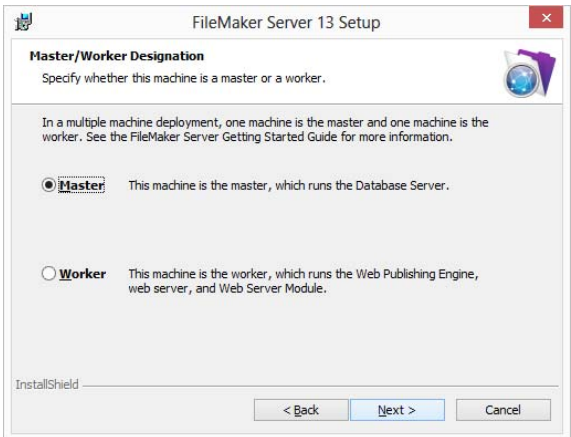 FileMaker Server 13 Setup
Master/Worker Designation
Specify whether this machine is a master or a worker.
In a multiple machine deployment, one machine is the master and one machine is the
worker. See the FileMaker Server Getting Started Guide for more information.
Master This machine is the master, which runs the Database Server.
Worker This machine is the worker, which runs the Web Publishing Engine,
web server, and Web Server Module.
InstallShield
< Back Next > Cancel